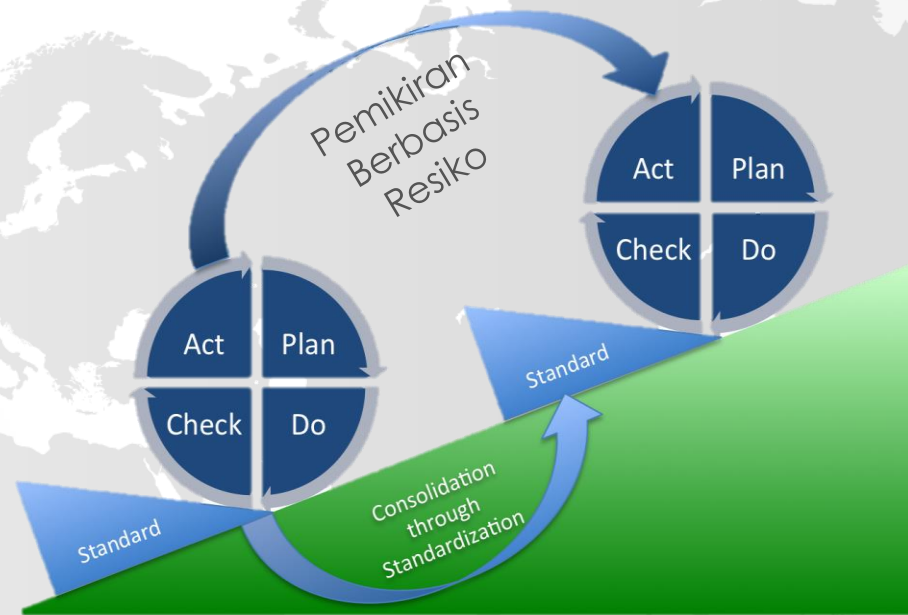 Pemikiran
Berbasis
Resiko
Act Plan
Check Do
Standard
Act Plan
Check Do
Standard
Consolidation
through
Standardization